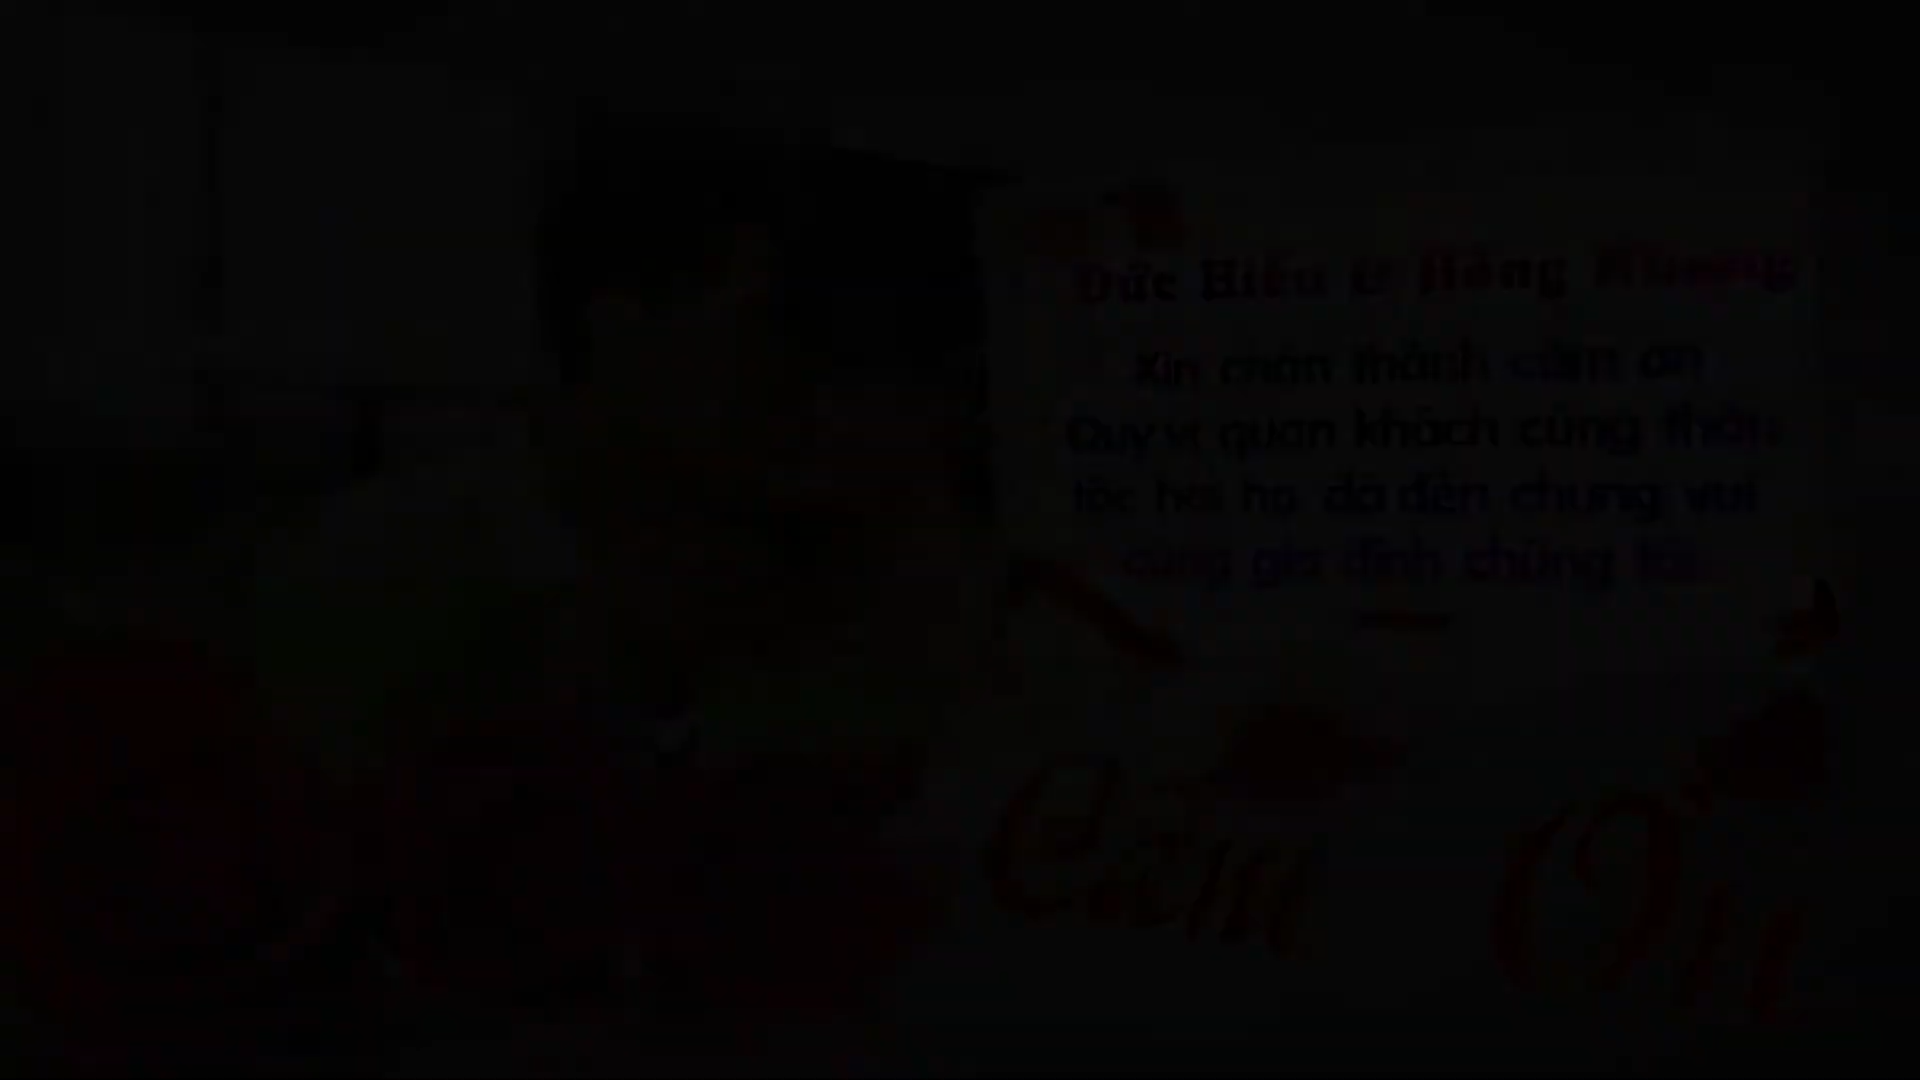 Đức Hiếu & Hồng
Xin chân thành cảm ơn
Quý vị quan khách cùng thân
tộc hai họ đã đến chung vui
cùng gia đình chúng tôi
Cảm Ơn